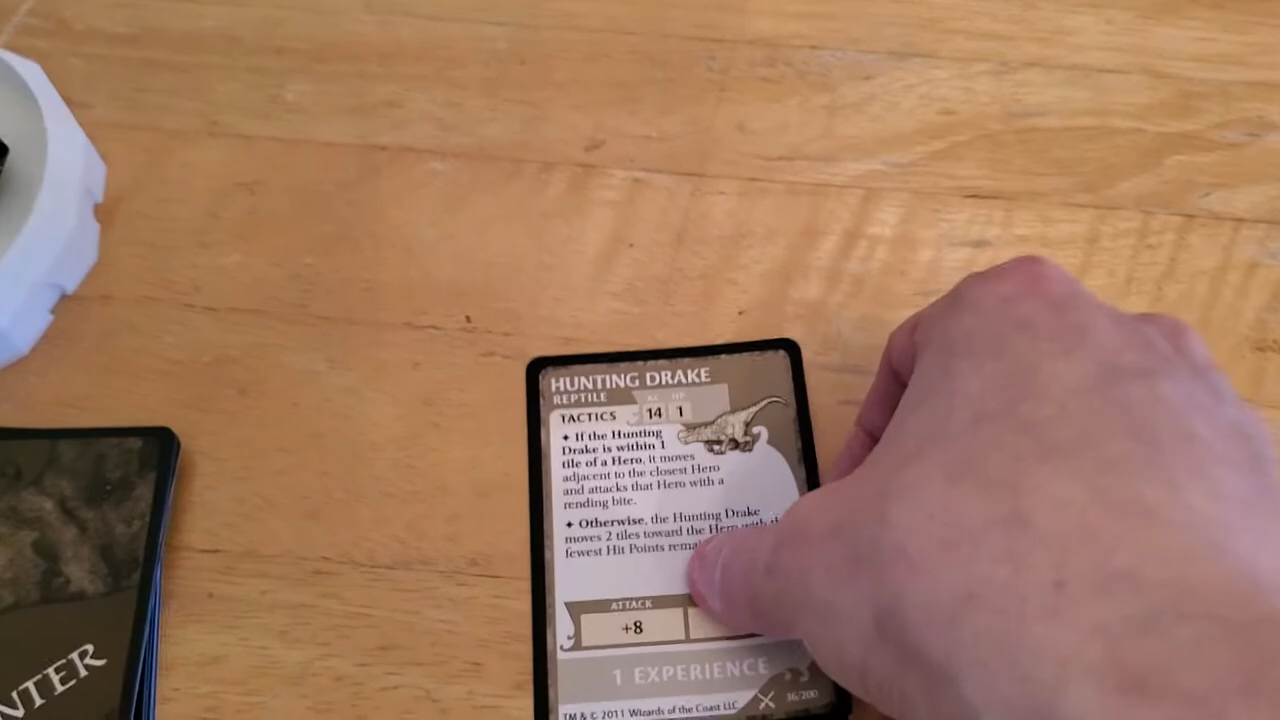 HUNTING DRAKE
REPTILE
AC HP
TACTICS 14 1
✦ If the Hunting
Drake is within 1
tile of a Hero, it moves
adjacent to the closest Hero
and attacks that Hero with a
rending bite.
✦ Otherwise, the Hunting Drake
moves 2 tiles toward the Hero with
fewest Hit Points
ATTACK
+8
1 EXPERIENCE
TM & © 2011 Wizards of the Coast LLC 36/200
NTER